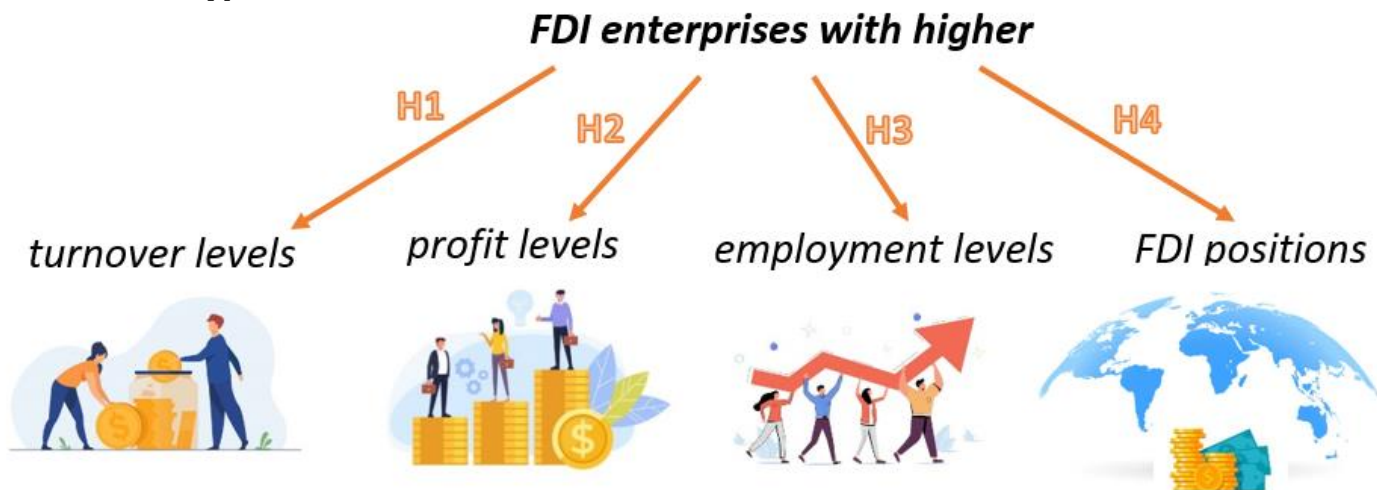 FDI enterprises with higher
H1
H2
H3
H4
turnover levels
profit levels
employment levels
FDI positions